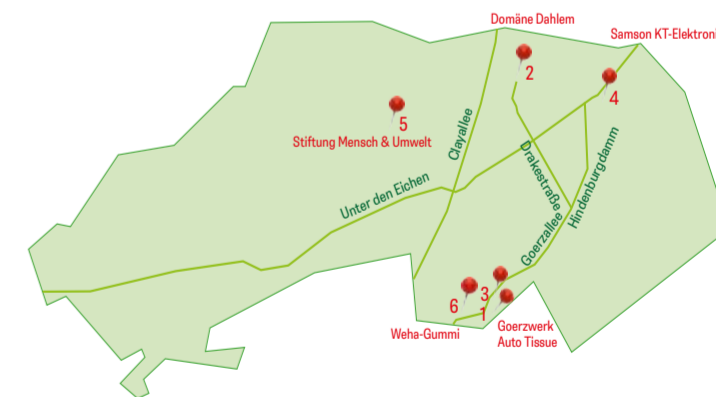 Domäne Dahlem
Samson KT-Elektroni
2
4
5
Stiftung Mensch & Umwelt
Clayallee
Drakestraße
Hindenburgdamm
Unter den Eichen
Goerzallee
6
3
1
Weha-Gummi
Goerzwerk
Auto Tissue